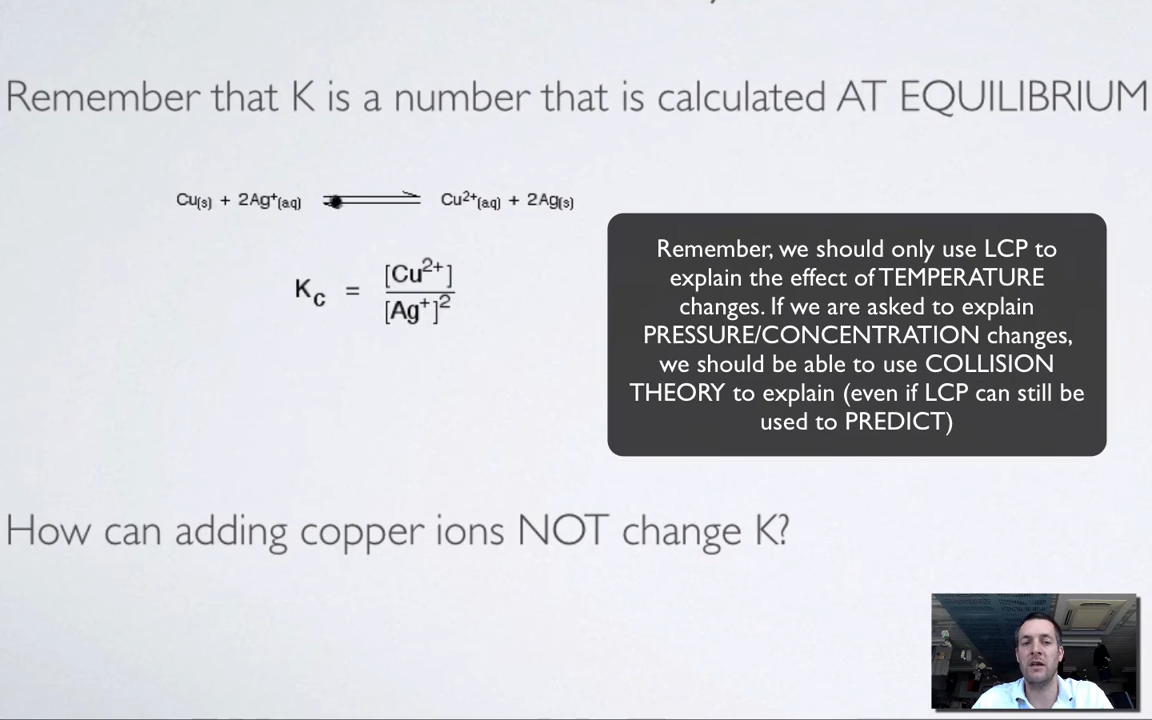 Remember that K is a number that is calculated AT EQUILIBRIUM
Cu(s) + 2Ag⁺(aq) ⇌ Cu²⁺(aq) + 2Ag(s)
K_c = [Cu²⁺] / [Ag⁺]²
Remember, we should only use LCP to
explain the effect of TEMPERATURE
changes. If we are asked to explain
PRESSURE/CONCENTRATION changes,
we should be able to use COLLISION
THEORY to explain (even if LCP can still be
used to PREDICT)
How can adding copper ions NOT change K?